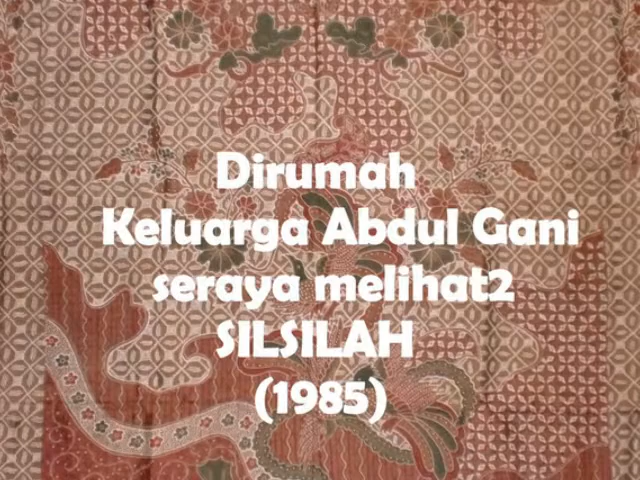 Dirumah
Keluarga Abdul Gani
seraya melihat2
SILSILAH
(1985)